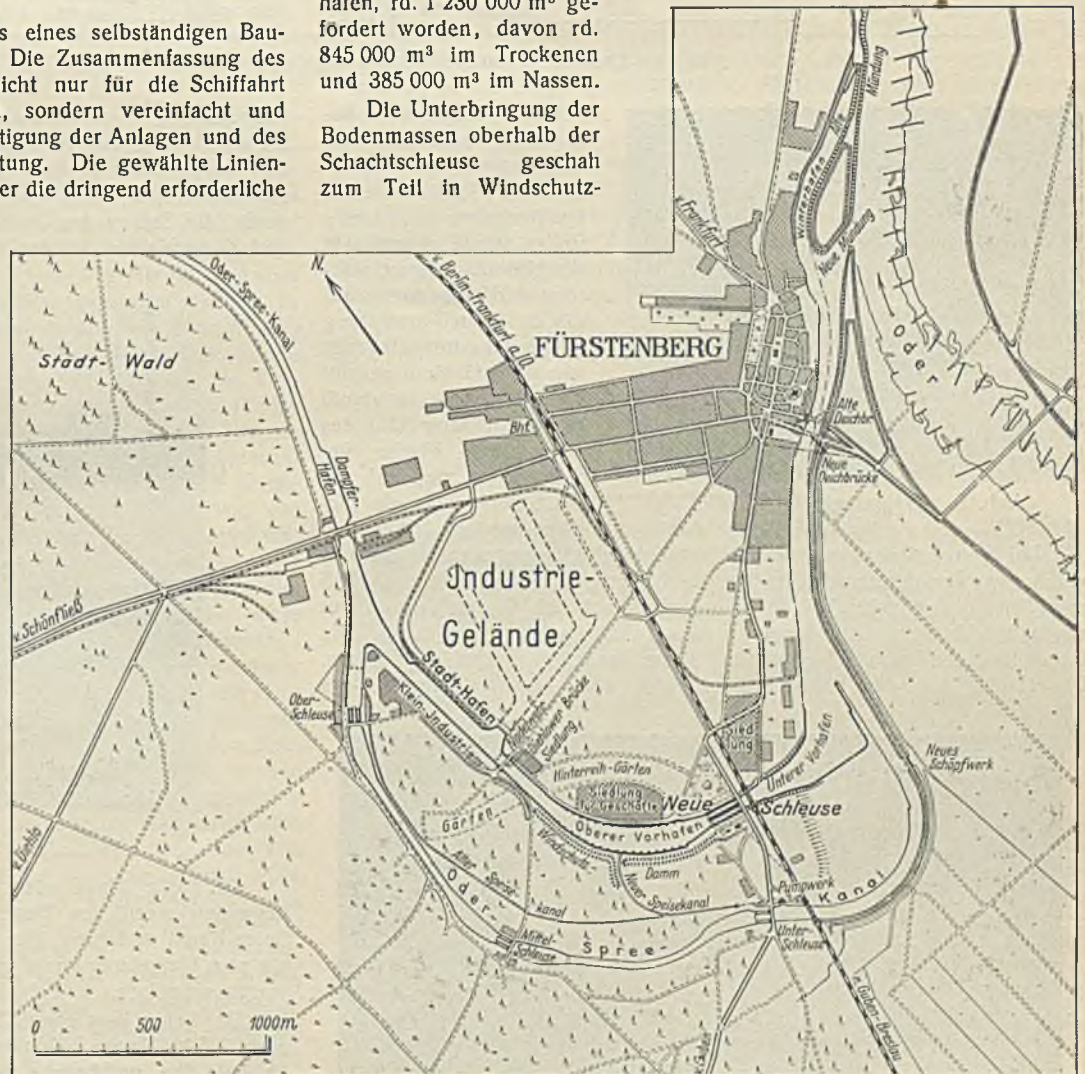 s eines selbständigen Bau-
Die Zusammenfassung des
icht nur für die Schiffahrt
, sondern vereinfacht und
tigung der Anlagen und des
tung. Die gewählte Linien-
er die dringend erforderliche
hafen, rd. 1 230 000 m³ ge-
fördert worden, davon rd.
845 000 m³ im Trockenen
und 385 000 m³ im Nassen.
Die Unterbringung der
Bodenmassen oberhalb der
Schachtschleuse geschah
zum Teil in Windschutz-
Alte
Mündung
Winterhafen
Neue Mündung
v. Frankfurt
Oder
Oder-Spree-Kanal
N.
v. Berlin-Frankfurt a/O.
Stadt-Wald
FÜRSTENBERG
Bhf.
Alte
Deichbr.
Neue
Deichbrücke
Dampfer-
Hafen
Industrie-
Gelände
v. Schönfließ
Stadt-Hafen
Klein-Industrie
Ober-
Schleuse
Siedlung
Hinterreih-Gärten
Siedlung
für Geschäfte
Sied
lung
Neue
Schleuse
Unterer Vorhafen
Oberer Vorhafen
Neues
Schöpfwerk
Gärten
Windschutz-
Damm
v. Diehlo
Alter Speise-
kanal
Neuer Speisekanal
Pumpwerk
Oder-
Spree-
Kanal
Mittel-
Schleuse
Unter-
Schleuse
v. Guben-Breslau
0 500 1000m